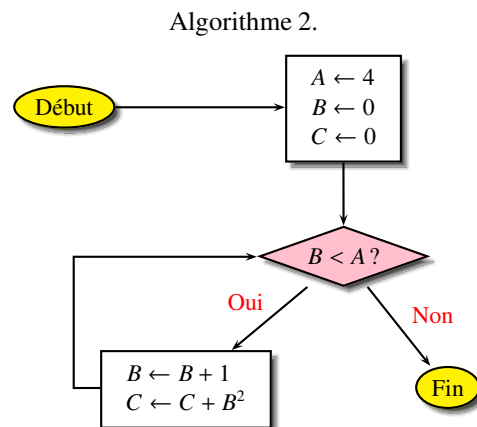 Algorithme 2.
Début
A ← 4
B ← 0
C ← 0
B < A ?
Oui
Non
B ← B + 1
C ← C + B²
Fin